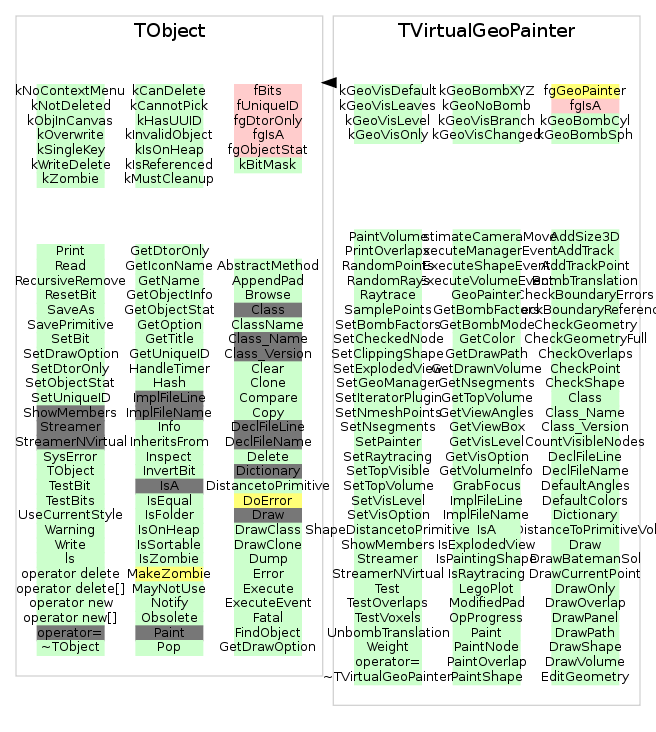 TObject
kNoContextMenu
kNotDeleted
kObjInCanvas
kOverwrite
kSingleKey
kWriteDelete
kZombie
kCanDelete
kCannotPick
kHasUUID
kInvalidObject
kIsOnHeap
kIsReferenced
kMustCleanup
fBits
fUniqueID
fgDtorOnly
fgIsA
fgObjectStat
kBitMask
Print
Read
RecursiveRemove
ResetBit
SaveAs
SavePrimitive
SetBit
SetDrawOption
SetDtorOnly
SetObjectStat
SetUniqueID
ShowMembers
Streamer
StreamerNVirtual
SysError
TObject
TestBit
TestBits
UseCurrentStyle
Warning
Write
ls
operator delete
operator delete[]
operator new
operator new[]
operator=
~TObject
GetDtorOnly
GetIconName
GetName
GetObjectInfo
GetObjectStat
GetOption
GetTitle
GetUniqueID
HandleTimer
Hash
ImplFileLine
ImplFileName
Info
InheritsFrom
Inspect
InvertBit
IsA
IsEqual
IsFolder
IsOnHeap
IsSortable
IsZombie
MakeZombie
MayNotUse
Notify
Obsolete
Paint
Pop
AbstractMethod
AppendPad
Browse
Class
ClassName
Class_Name
Class_Version
Clear
Clone
Compare
Copy
DeclFileLine
DeclFileName
Delete
Dictionary
DistancetoPrimitive
DoError
Draw
DrawClass
DrawClone
Dump
Error
Execute
ExecuteEvent
Fatal
FindObject
GetDrawOption
TVirtualGeoPainter
kGeoVisDefault
kGeoVisLeaves
kGeoVisLevel
kGeoVisOnly
kGeoBombXYZ
kGeoNoBomb
kGeoVisBranch
kGeoVisChanged
fgGeoPainter
fgIsA
kGeoBombCyl
kGeoBombSph
PaintVolume
PrintOverlaps
RandomPoints
RandomRays
Raytrace
SamplePoints
SetBombFactors
SetCheckedNode
SetClippingShape
SetExplodedView
SetGeoManager
SetIteratorPlugin
SetNmeshPoints
SetNsegments
SetPainter
SetRaytracing
SetTopVisible
SetTopVolume
SetVisLevel
SetVisOption
ShapeDistancetoPrimitive
ShowMembers
Streamer
StreamerNVirtual
Test
TestOverlaps
TestVoxels
UnbombTranslation
Weight
operator=
~TVirtualGeoPainter
stimateCameraMove
ecuteManagerEvent
ExecuteShapeEvent
ExecuteVolumeEvent
GeoPainter
GetBombFactors
GetBombMode
GetColor
GetDrawPath
GetDrawnVolume
GetNsegments
GetTopVolume
GetViewAngles
GetViewBox
GetVisLevel
GetVisOption
GetVolumeInfo
GrabFocus
ImplFileLine
ImplFileName
IsA
IsExplodedView
IsPaintingShape
IsRaytracing
LegoPlot
ModifiedPad
OpProgress
Paint
PaintNode
PaintOverlap
PaintShape
AddSize3D
AddTrack
AddTrackPoint
BombTranslation
CheckBoundaryErrors
ckBoundaryReferenc
CheckGeometry
CheckGeometryFull
CheckOverlaps
CheckPoint
CheckShape
Class
Class_Name
Class_Version
CountVisibleNodes
DeclFileLine
DeclFileName
DefaultAngles
DefaultColors
Dictionary
DistanceToPrimitiveVol
Draw
DrawBatemanSol
DrawCurrentPoint
DrawOnly
DrawOverlap
DrawPanel
DrawPath
DrawShape
DrawVolume
EditGeometry